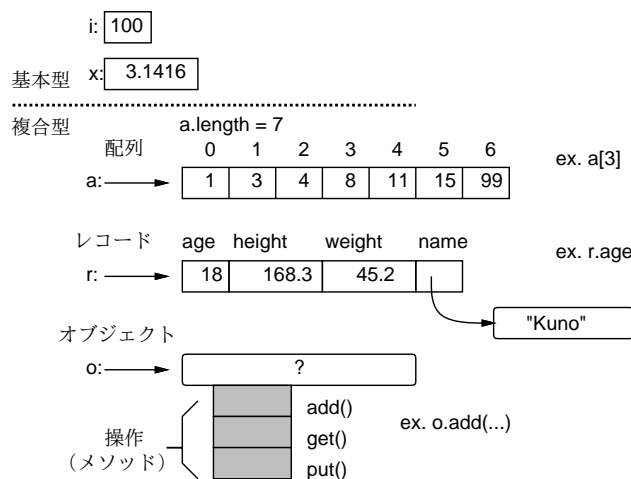 i: 100
基本型 x: 3.1416
複合型
a.length = 7
配列 0 1 2 3 4 5 6
a: 1 3 4 8 11 15 99
ex. a[3]
レコード age height weight name
ex. r.age
r: 18 168.3 45.2
"Kuno"
オブジェクト
o: ?
add()
ex. o.add(...)
操作
get()
(メソッド)
put()